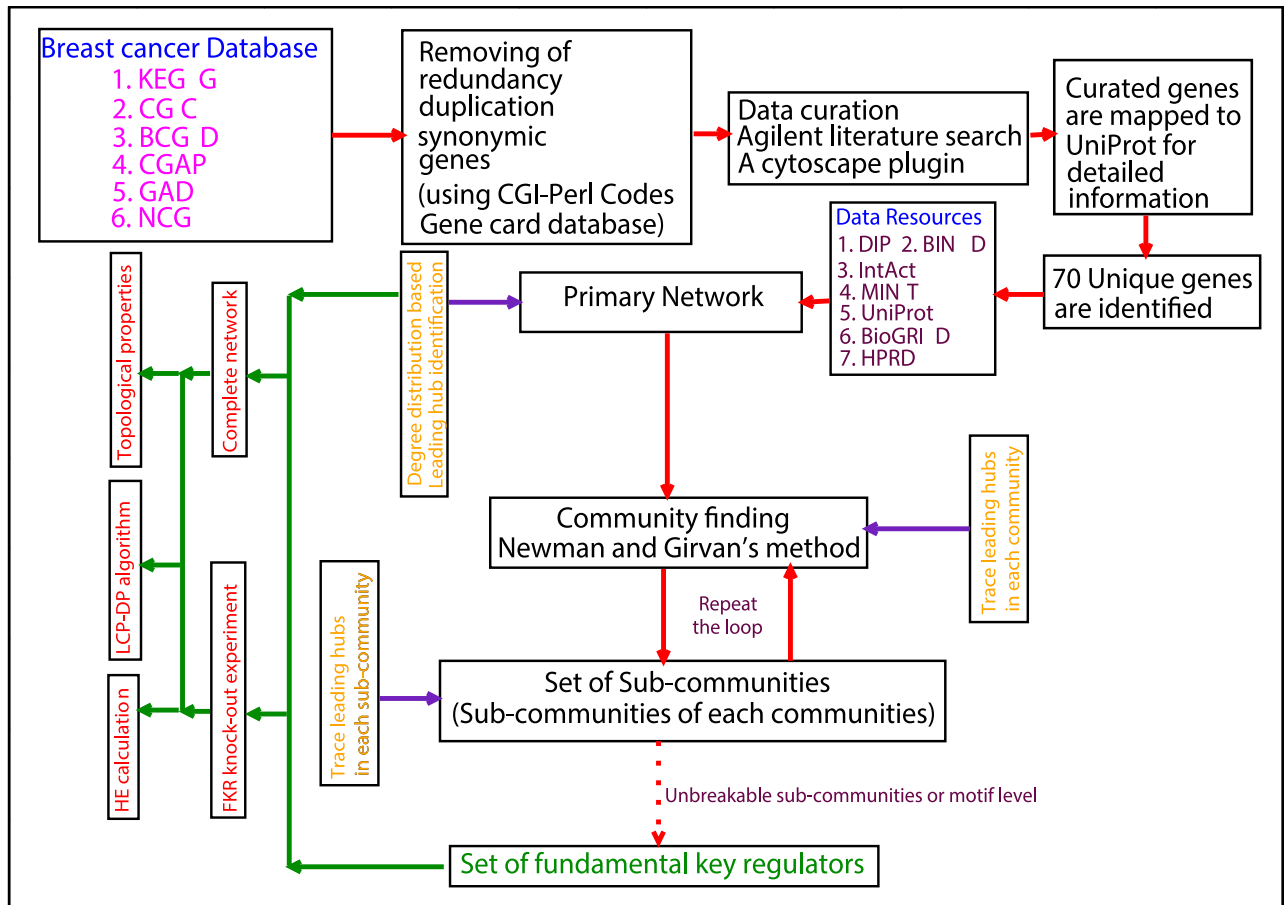 Breast cancer Database
1. KEG G
2. CG C
3. BCG D
4. CGAP
5. GAD
6. NCG
Removing of
redundancy
duplication
synonymic
genes
(using CGI-Perl Codes
Gene card database)
Data curation
Agilent literature search
A cytoscape plugin
Curated genes
are mapped to
UniProt for
detailed
information
70 Unique genes
are identified
Data Resources
1. DIP 2. BIN D
3. IntAct
4. MIN T
5. UniProt
6. BioGRI D
7. HPRD
Primary Network
Degree distribution based
Leading hub identification
Complete network
Topological properties
LCP-DP algorithm
HE calculation
FKR knock-out experiment
Community finding
Newman and Girvan's method
Trace leading hubs
in each community
Repeat
the loop
Trace leading hubs
in each sub-community
Set of Sub-communities
(Sub-communities of each communities)
Unbreakable sub-communities or motif level
Set of fundamental key regulators